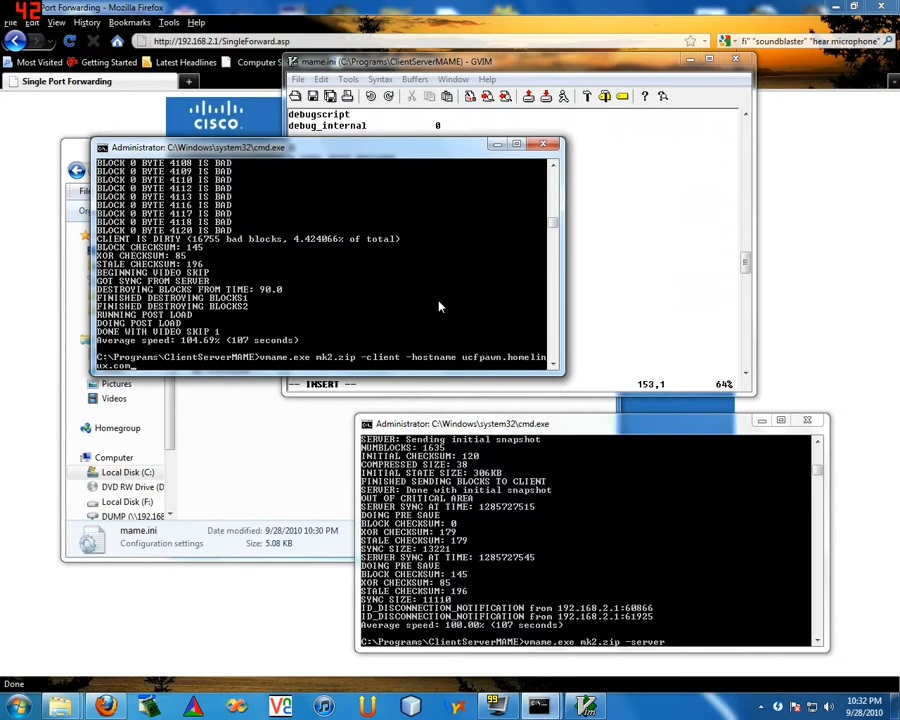 42
Port Forwarding - Mozilla Firefox
File Edit View History Bookmarks Tools Help
http://192.168.2.1/SingleForward.asp
fi" "soundblaster" "hear microphone"
Most Visited Getting Started Latest Headlines Computer S
Single Port Forwarding
CISCO
mame.ini (C:\Programs\ClientServerMAME) - GVIM
File Edit Tools Syntax Buffers Window Help
debugscript
debug_internal 0
-- INSERT --
153,1
64%
Administrator: C:\Windows\system32\cmd.exe
BLOCK 0 BYTE 4108 IS BAD
BLOCK 0 BYTE 4109 IS BAD
BLOCK 0 BYTE 4110 IS BAD
BLOCK 0 BYTE 4112 IS BAD
BLOCK 0 BYTE 4113 IS BAD
BLOCK 0 BYTE 4116 IS BAD
BLOCK 0 BYTE 4117 IS BAD
BLOCK 0 BYTE 4118 IS BAD
BLOCK 0 BYTE 4120 IS BAD
CLIENT IS DIRTY (16755 bad blocks, 4.424066% of total)
BLOCK CHECKSUM: 145
XOR CHECKSUM: 85
STALE CHECKSUM: 196
BEGINNING VIDEO SKIP
GOT SYNC FROM SERVER
DESTROYING BLOCKS FROM TIME: 90.0
FINISHED DESTROYING BLOCKS1
FINISHED DESTROYING BLOCKS2
RUNNING POST LOAD
DOING POST LOAD
DONE WITH VIDEO SKIP 1
Average speed: 104.69% (107 seconds)
C:\Programs\ClientServerMAME>vmame.exe mk2.zip -client -hostname ucfpawn.homelin
ux.com_
Pictures
Videos
Homegroup
Computer
Local Disk (C:)
DVD RW Drive (D:
Local Disk (F:)
DUMP (\\192.168
mame.ini
Configuration settings
Date modified: 9/28/2010 10:30 PM
Size: 5.08 KB
Administrator: C:\Windows\system32\cmd.exe
SERVER: Sending initial snapshot
NUMBLOCKS: 1635
INITIAL CHECKSUM: 120
COMPRESSED SIZE: 38
INITIAL STATE SIZE: 306KB
FINISHED SENDING BLOCKS TO CLIENT
SERVER: Done with initial snapshot
OUT OF CRITICAL AREA
SERVER SYNC AT TIME: 1285727515
DOING PRE SAVE
BLOCK CHECKSUM: 0
XOR CHECKSUM: 179
STALE CHECKSUM: 179
SYNC SIZE: 13221
SERVER SYNC AT TIME: 1285727545
DOING PRE SAVE
BLOCK CHECKSUM: 145
XOR CHECKSUM: 85
STALE CHECKSUM: 196
SYNC SIZE: 11110
ID_DISCONNECTION_NOTIFICATION from 192.168.2.1:60866
ID_DISCONNECTION_NOTIFICATION from 192.168.2.1:61925
Average speed: 100.00% (107 seconds)
C:\Programs\ClientServerMAME>vmame.exe mk2.zip -server
Done
99
10:32 PM
9/28/2010